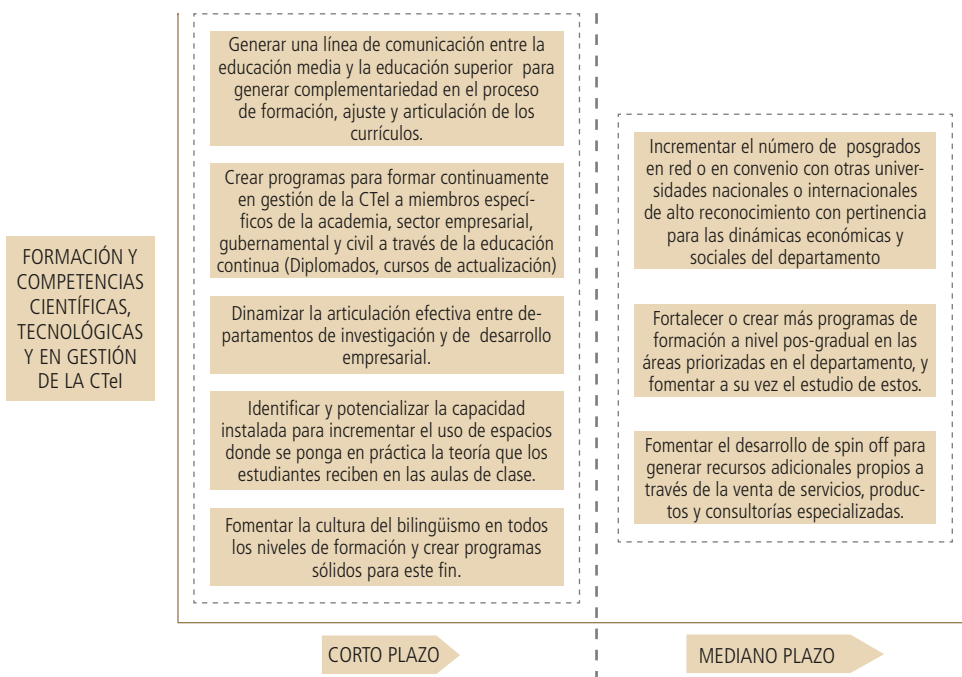 FORMACIÓN Y
COMPETENCIAS
CIENTÍFICAS,
TECNOLÓGICAS
Y EN GESTIÓN
DE LA CTeI
Generar una línea de comunicación entre la
educación media y la educación superior para
generar complementariedad en el proceso
de formación, ajuste y articulación de los
currículos.
Crear programas para formar continuamente
en gestión de la CTeI a miembros especí-
ficos de la academia, sector empresarial,
gubernamental y civil a través de la educación
continua (Diplomados, cursos de actualización)
Dinamizar la articulación efectiva entre de-
partamentos de investigación y de desarrollo
empresarial.
Identificar y potencializar la capacidad
instalada para incrementar el uso de espacios
donde se ponga en práctica la teoría que los
estudiantes reciben en las aulas de clase.
Fomentar la cultura del bilingüismo en todos
los niveles de formación y crear programas
sólidos para este fin.
Incrementar el número de posgrados
en red o en convenio con otras univer-
sidades nacionales o internacionales
de alto reconocimiento con pertinencia
para las dinámicas económicas y
sociales del departamento
Fortalecer o crear más programas de
formación a nivel pos-gradual en las
áreas priorizadas en el departamento, y
fomentar a su vez el estudio de estos.
Fomentar el desarrollo de spin off para
generar recursos adicionales propios a
través de la venta de servicios, produc-
tos y consultorías especializadas.
CORTO PLAZO
MEDIANO PLAZO